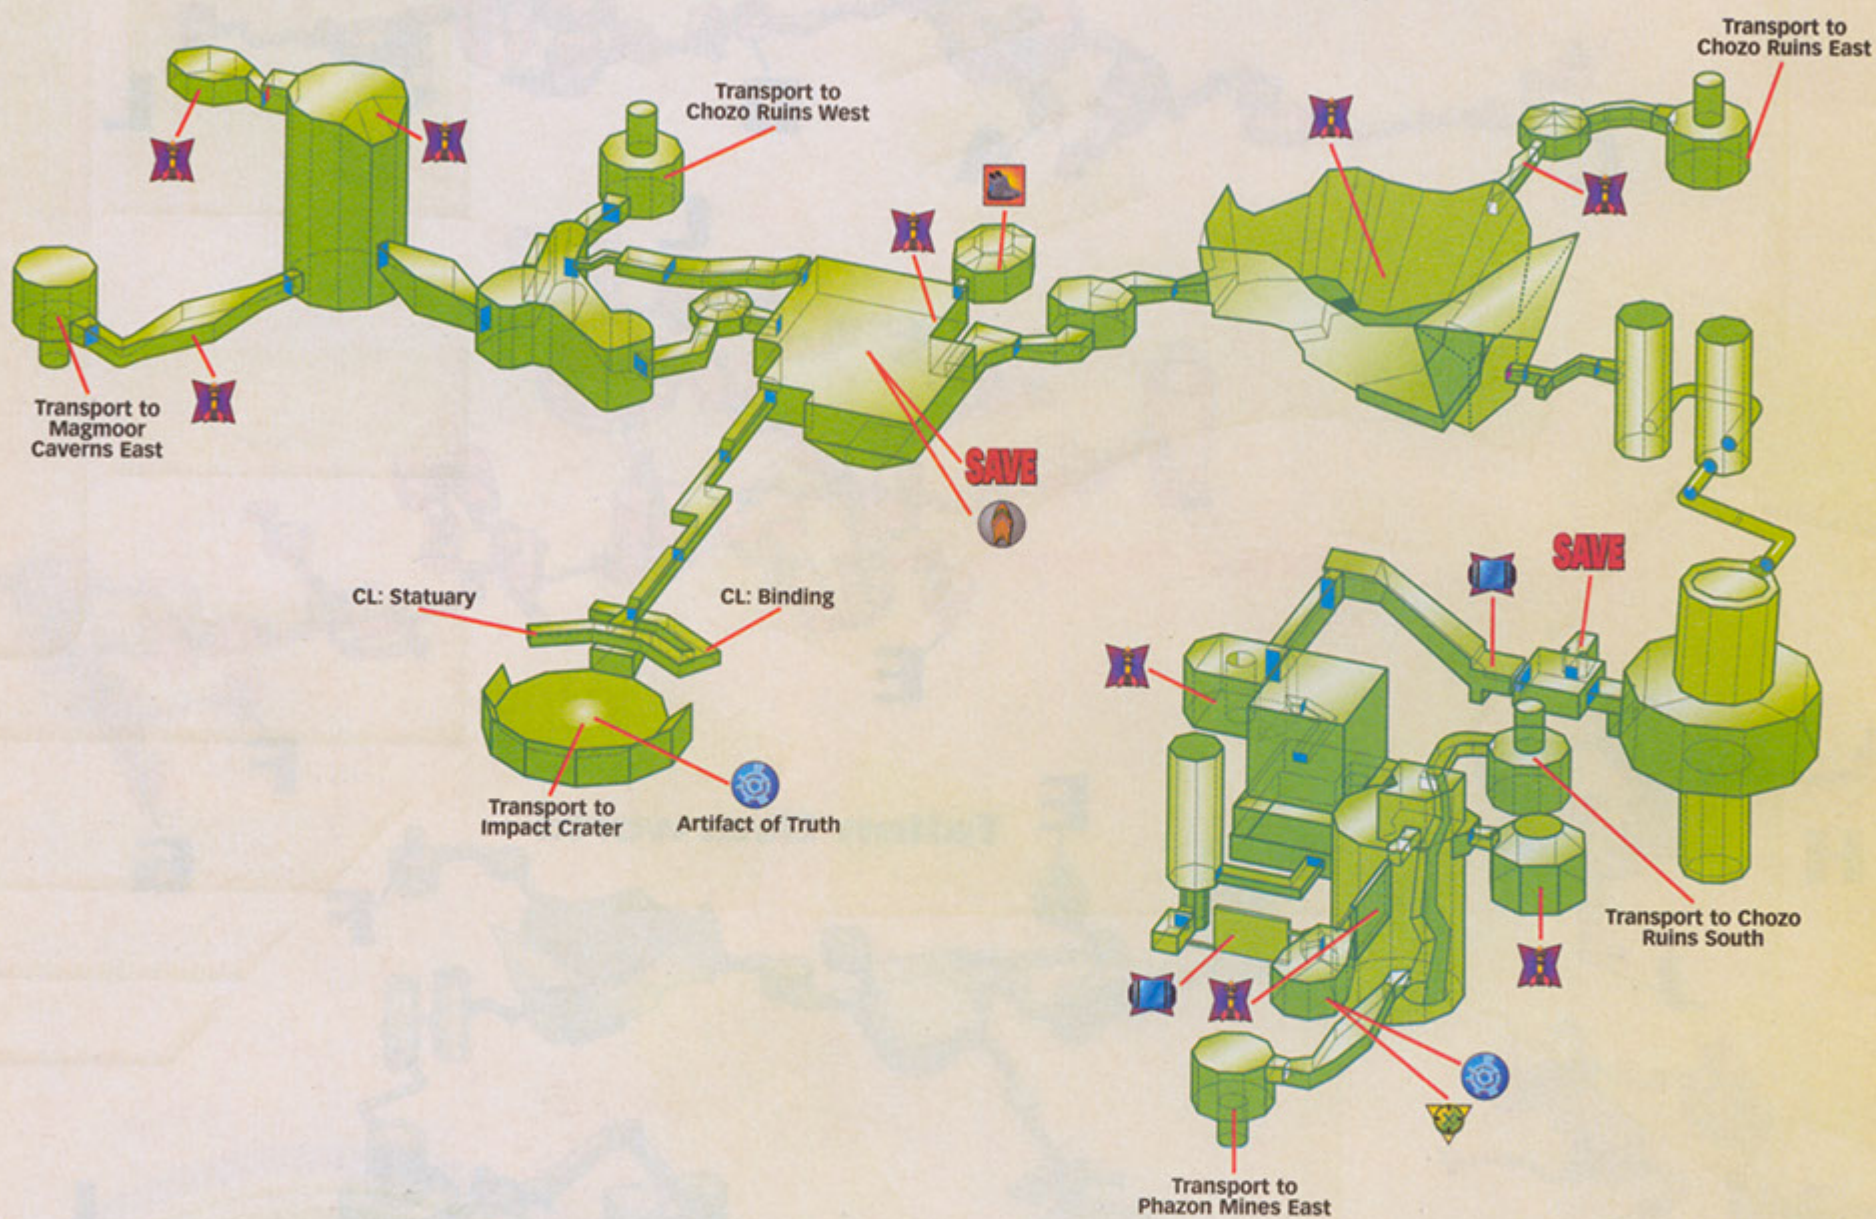 Transport to
Chozo Ruins East
Transport to
Chozo Ruins West
Transport to
Magmoor
Caverns East
SAVE
SAVE
CL: Statuary
CL: Binding
Transport to
Impact Crater
Artifact of Truth
Transport to Chozo
Ruins South
Transport to
Phazon Mines East